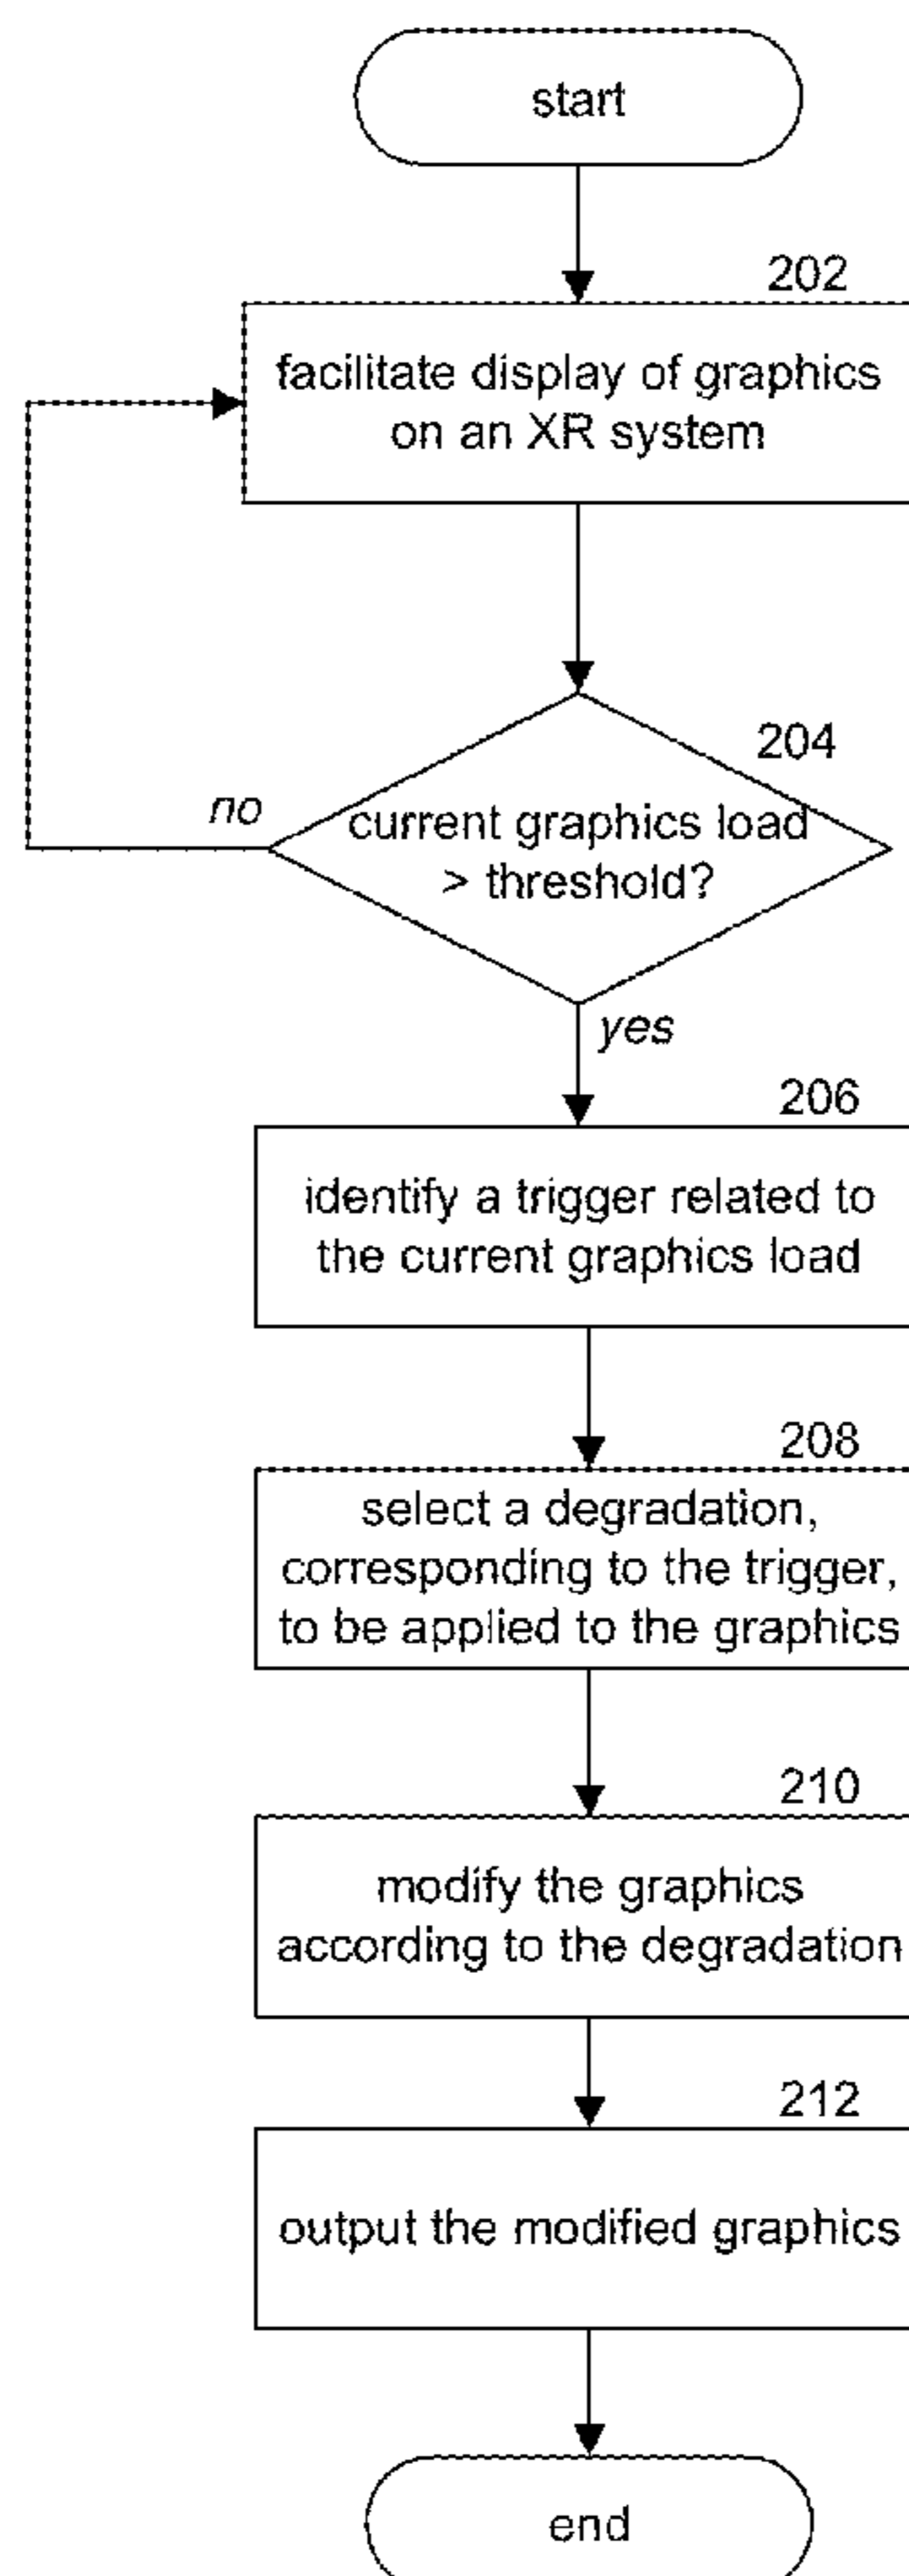 start
202
facilitate display of graphics
on an XR system
204
no
current graphics load
> threshold?
yes
206
identify a trigger related to
the current graphics load
208
select a degradation,
corresponding to the trigger,
to be applied to the graphics
210
modify the graphics
according to the degradation
212
output the modified graphics
end